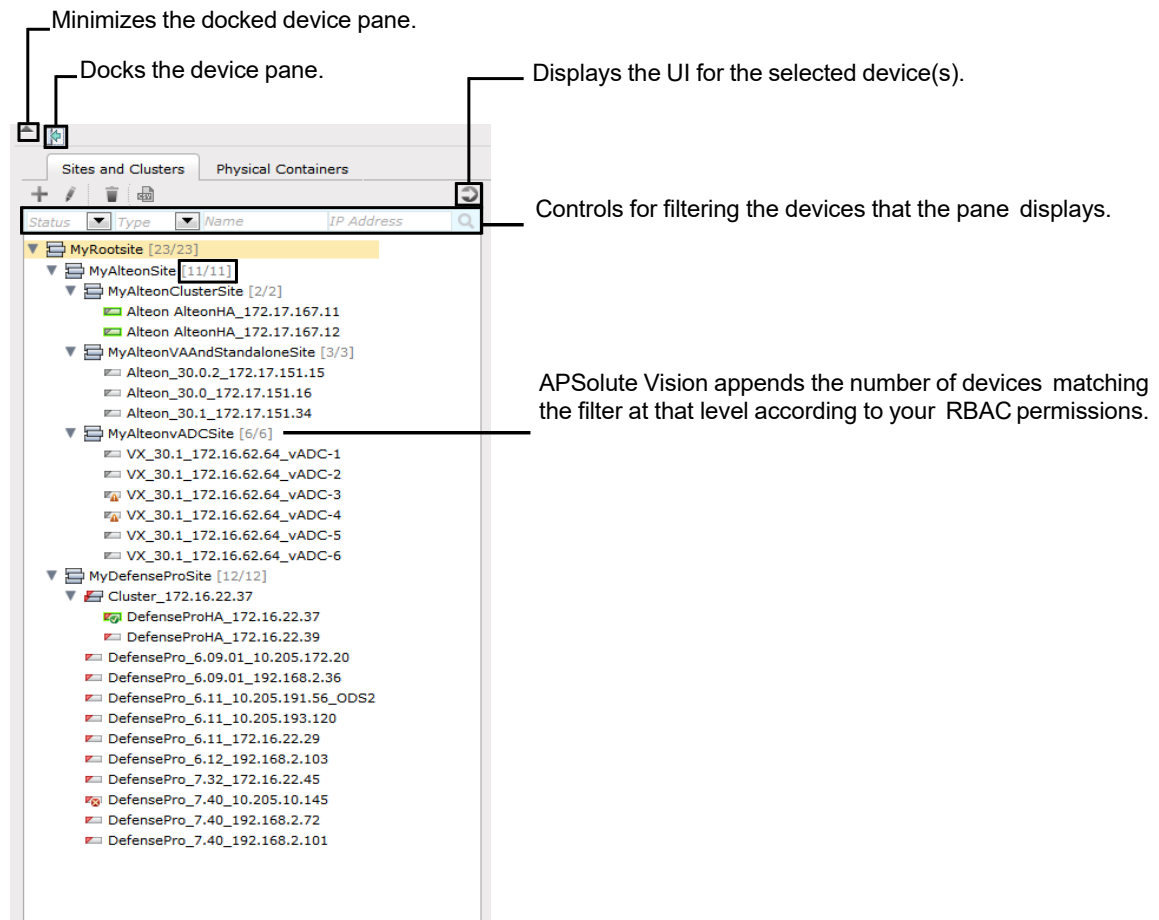 Minimizes the docked device pane.
Docks the device pane.
Displays the UI for the selected device(s).
Sites and Clusters Physical Containers
CSV
Status Type Name IP Address
Controls for filtering the devices that the pane displays.
MyRootsite [23/23]
MyAlteonSite [11/11]
MyAlteonClusterSite [2/2]
Alteon AlteonHA_172.17.167.11
Alteon AlteonHA_172.17.167.12
MyAlteonVAAndStandaloneSite [3/3]
Alteon_30.0.2_172.17.151.15
Alteon_30.0_172.17.151.16
Alteon_30.1_172.17.151.34
APSolute Vision appends the number of devices matching
the filter at that level according to your RBAC permissions.
MyAlteonvADCSite [6/6]
VX_30.1_172.16.62.64_vADC-1
VX_30.1_172.16.62.64_vADC-2
VX_30.1_172.16.62.64_vADC-3
VX_30.1_172.16.62.64_vADC-4
VX_30.1_172.16.62.64_vADC-5
VX_30.1_172.16.62.64_vADC-6
MyDefenseProSite [12/12]
Cluster_172.16.22.37
DefenseProHA_172.16.22.37
DefenseProHA_172.16.22.39
DefensePro_6.09.01_10.205.172.20
DefensePro_6.09.01_192.168.2.36
DefensePro_6.11_10.205.191.56_ODS2
DefensePro_6.11_10.205.193.120
DefensePro_6.11_172.16.22.29
DefensePro_6.12_192.168.2.103
DefensePro_7.32_172.16.22.45
DefensePro_7.40_10.205.10.145
DefensePro_7.40_192.168.2.72
DefensePro_7.40_192.168.2.101